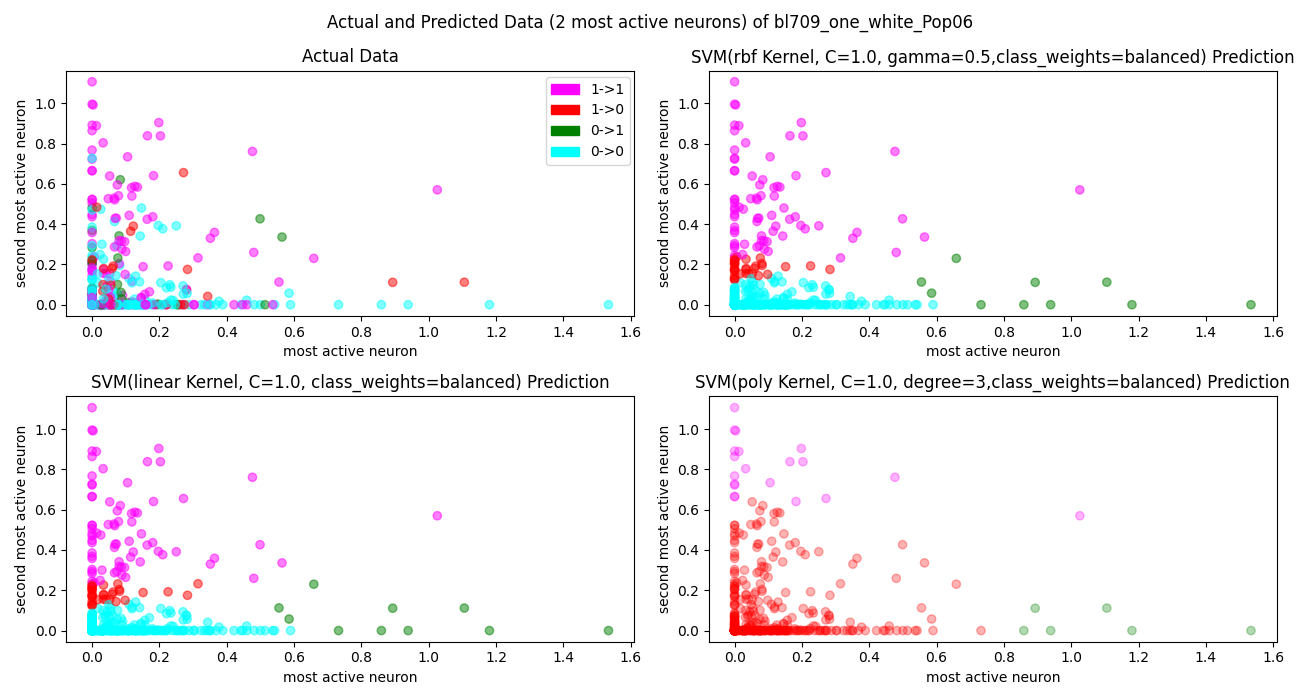 Actual and Predicted Data (2 most active neurons) of bl709_one_white_Pop06
Actual Data
second most active neuron
1.0
0.8
0.6
0.4
0.2
0.0
0.0 0.2 0.4 0.6 0.8 1.0 1.2 1.4 1.6
most active neuron
1->1
1->0
0->1
0->0
SVM(rbf Kernel, C=1.0, gamma=0.5,class_weights=balanced) Prediction
second most active neuron
1.0
0.8
0.6
0.4
0.2
0.0
0.0 0.2 0.4 0.6 0.8 1.0 1.2 1.4 1.6
most active neuron
SVM(linear Kernel, C=1.0, class_weights=balanced) Prediction
second most active neuron
1.0
0.8
0.6
0.4
0.2
0.0
0.0 0.2 0.4 0.6 0.8 1.0 1.2 1.4 1.6
most active neuron
SVM(poly Kernel, C=1.0, degree=3,class_weights=balanced) Prediction
second most active neuron
1.0
0.8
0.6
0.4
0.2
0.0
0.0 0.2 0.4 0.6 0.8 1.0 1.2 1.4 1.6
most active neuron